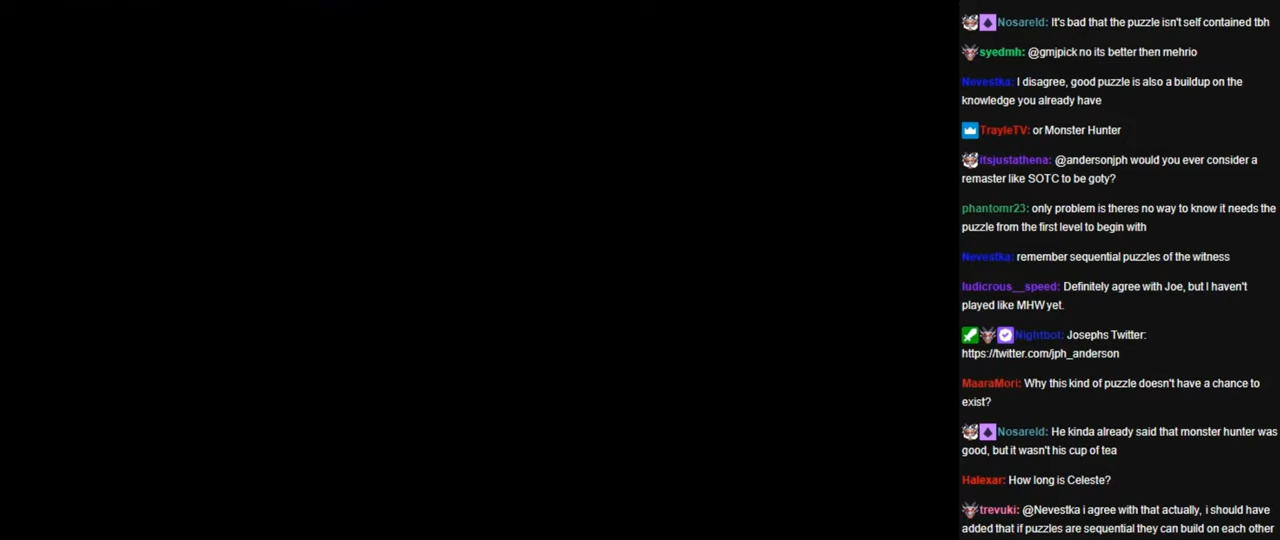 Nosareld: It's bad that the puzzle isn't self contained tbh
syedmh: @gmjpick no its better then mehrio
Nevestka: I disagree, good puzzle is also a buildup on the
knowledge you already have
TrayleTV: or Monster Hunter
itsjustathena: @andersonjph would you ever consider a
remaster like SOTC to be goty?
phantomr23: only problem is theres no way to know it needs the
puzzle from the first level to begin with
Nevestka: remember sequential puzzles of the witness
ludicrous__speed: Definitely agree with Joe, but I haven't
played like MHW yet.
Nightbot: Josephs Twitter:
https://twitter.com/jph_anderson
MaaraMori: Why this kind of puzzle doesn't have a chance to
exist?
Nosareld: He kinda already said that monster hunter was
good, but it wasn't his cup of tea
Halexar: How long is Celeste?
trevuki: @Nevestka i agree with that actually, i should have
added that if puzzles are sequential they can build on each other